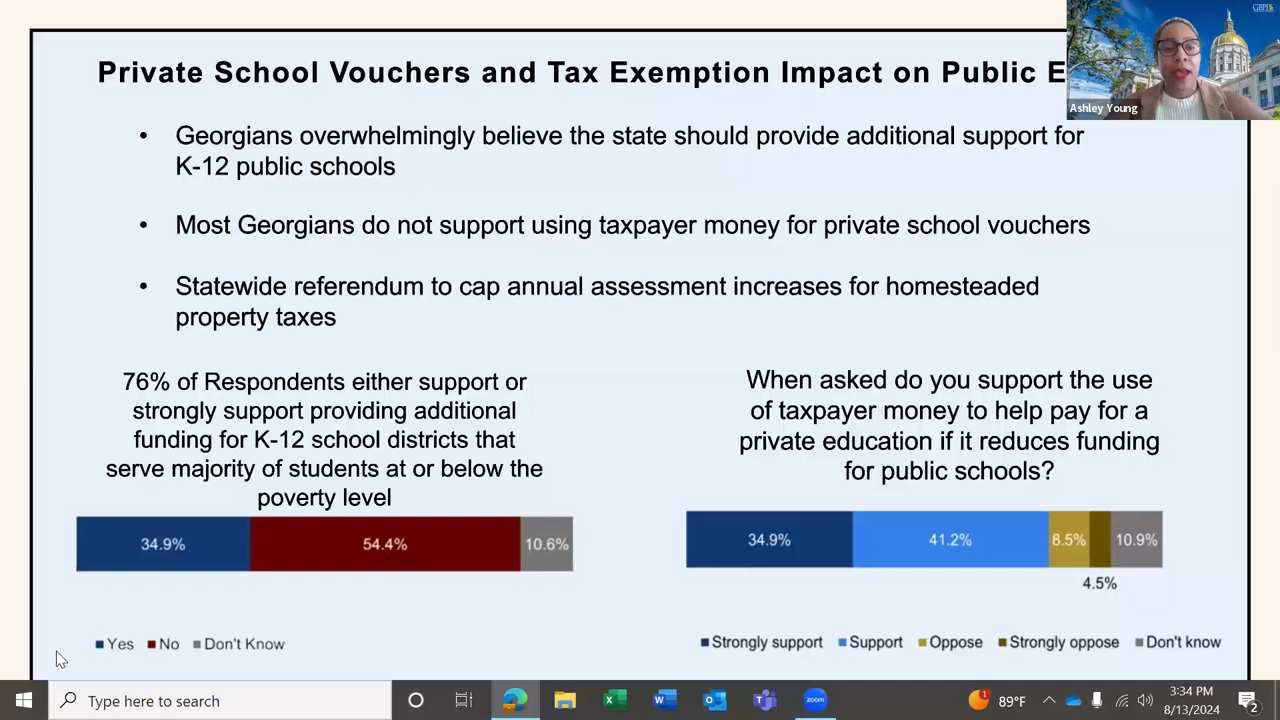 GBPI
Private School Vouchers and Tax Exemption Impact on Public E
Ashley Young
• Georgians overwhelmingly believe the state should provide additional support for
K-12 public schools
• Most Georgians do not support using taxpayer money for private school vouchers
• Statewide referendum to cap annual assessment increases for homesteaded
property taxes
76% of Respondents either support or
strongly support providing additional
funding for K-12 school districts that
serve majority of students at or below the
poverty level
34.9% 54.4% 10.6%
Yes No Don't Know
When asked do you support the use
of taxpayer money to help pay for a
private education if it reduces funding
for public schools?
34.9% 41.2% 8.5% 10.9%
4.5%
Strongly support Support Oppose Strongly oppose Don't know
Type here to search
zoom
1
89°F
3:34 PM
8/13/2024
2